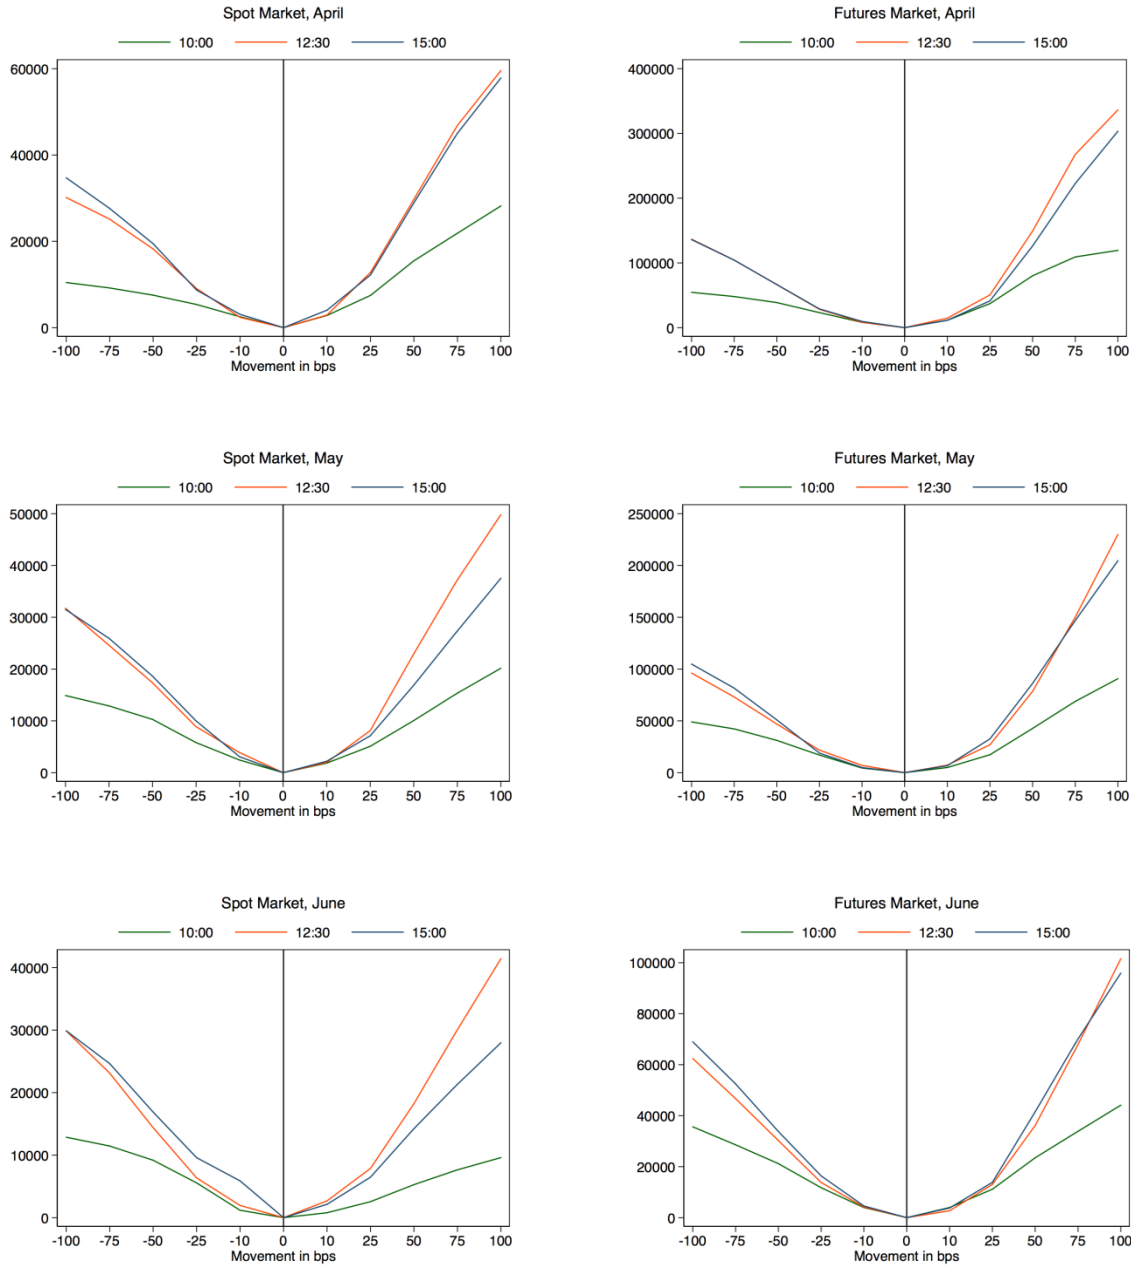 Spot Market, April
10:00 12:30 15:00
60000
40000
20000
0
-100 -75 -50 -25 -10 0 10 25 50 75 100
Movement in bps
Futures Market, April
10:00 12:30 15:00
400000
300000
200000
100000
0
-100 -75 -50 -25 -10 0 10 25 50 75 100
Movement in bps
Spot Market, May
10:00 12:30 15:00
50000
40000
30000
20000
10000
0
-100 -75 -50 -25 -10 0 10 25 50 75 100
Movement in bps
Futures Market, May
10:00 12:30 15:00
250000
200000
150000
100000
50000
0
-100 -75 -50 -25 -10 0 10 25 50 75 100
Movement in bps
Spot Market, June
10:00 12:30 15:00
40000
30000
20000
10000
0
-100 -75 -50 -25 -10 0 10 25 50 75 100
Movement in bps
Futures Market, June
10:00 12:30 15:00
100000
80000
60000
40000
20000
0
-100 -75 -50 -25 -10 0 10 25 50 75 100
Movement in bps